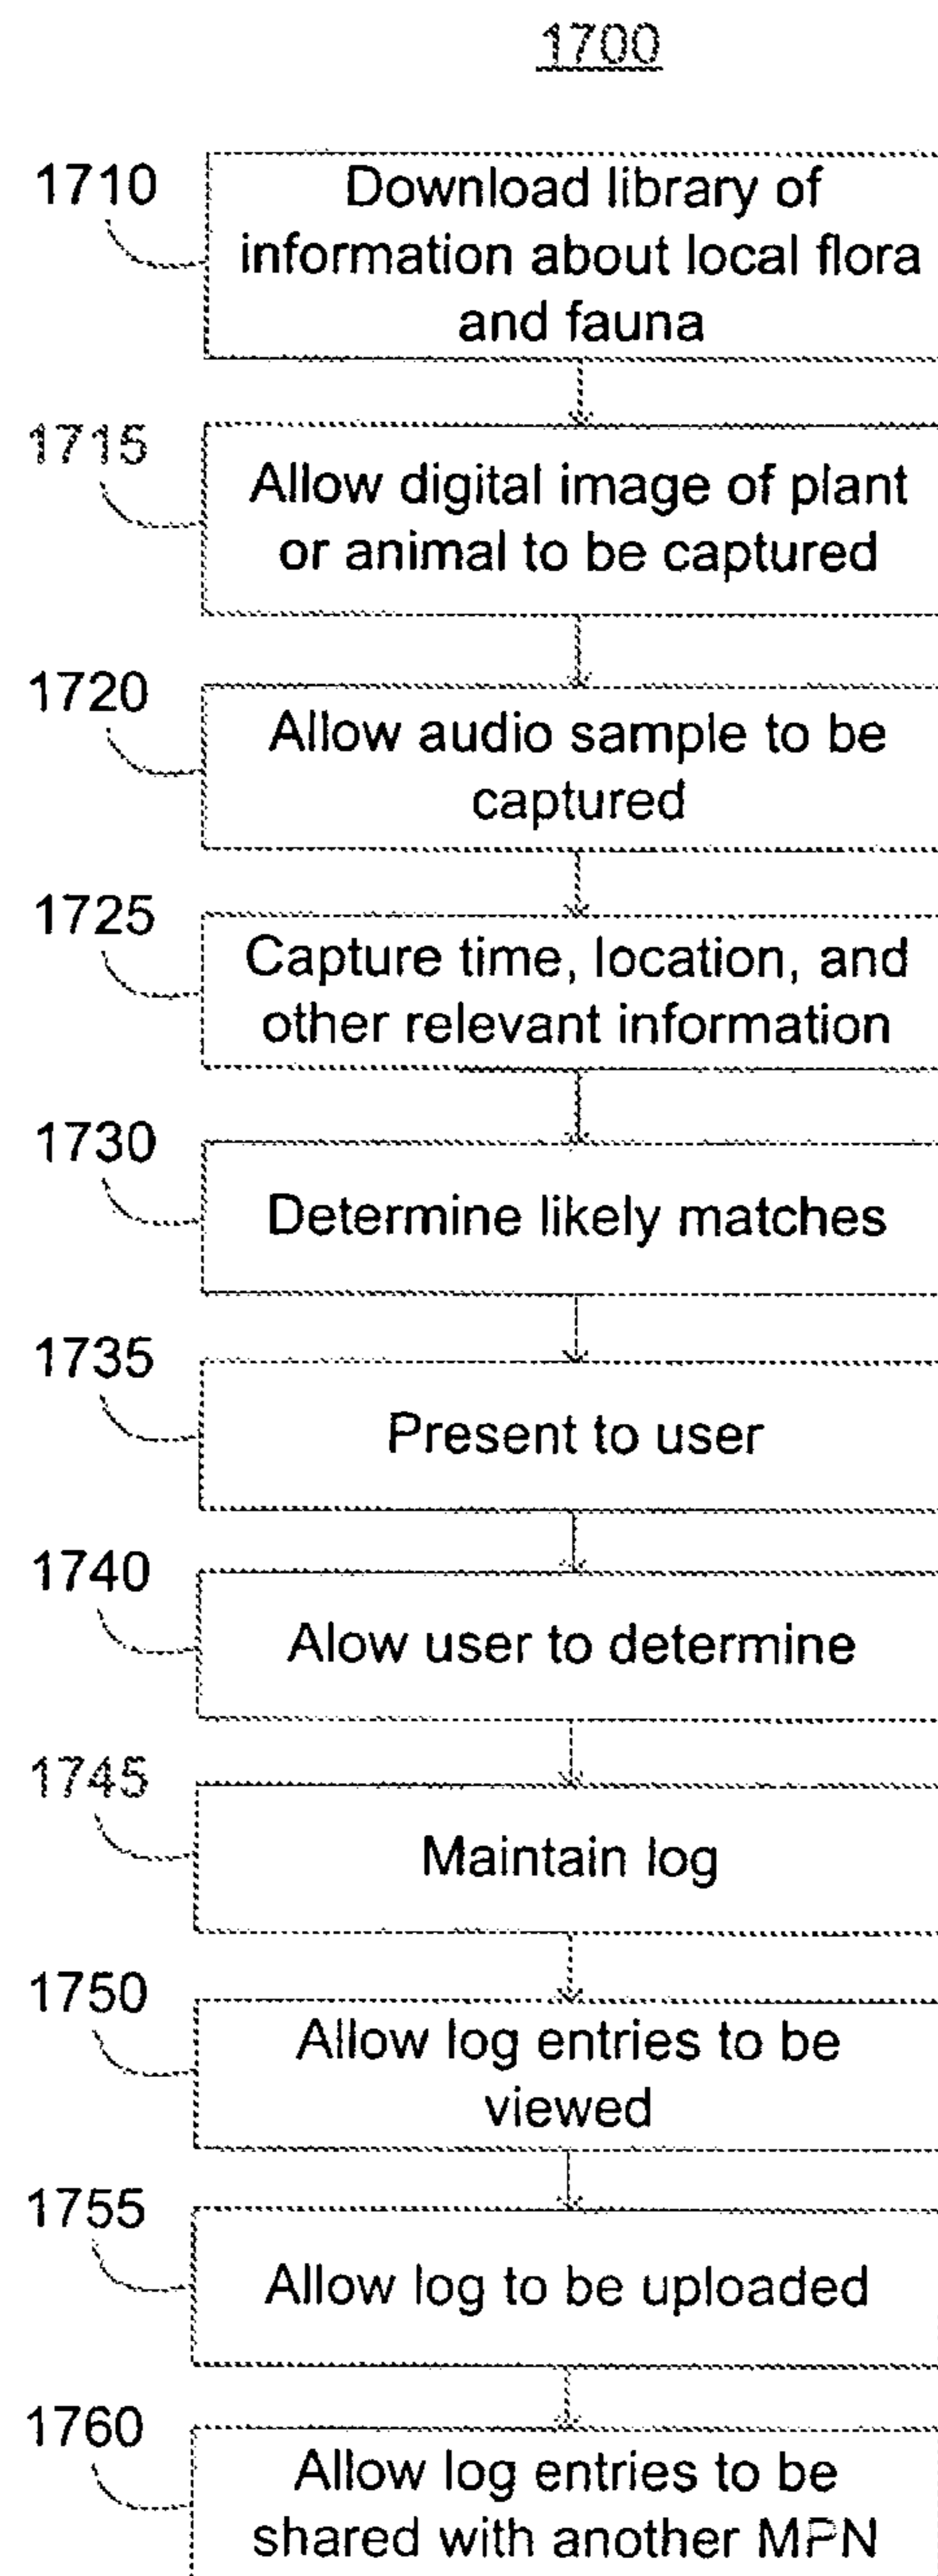 1700
1710
Download library of
information about local flora
and fauna
1715
Allow digital image of plant
or animal to be captured
1720
Allow audio sample to be
captured
1725
Capture time, location, and
other relevant information
1730
Determine likely matches
1735
Present to user
1740
Alow user to determine
1745
Maintain log
1750
Allow log entries to be
viewed
1755
Allow log to be uploaded
1760
Allow log entries to be
shared with another MPN